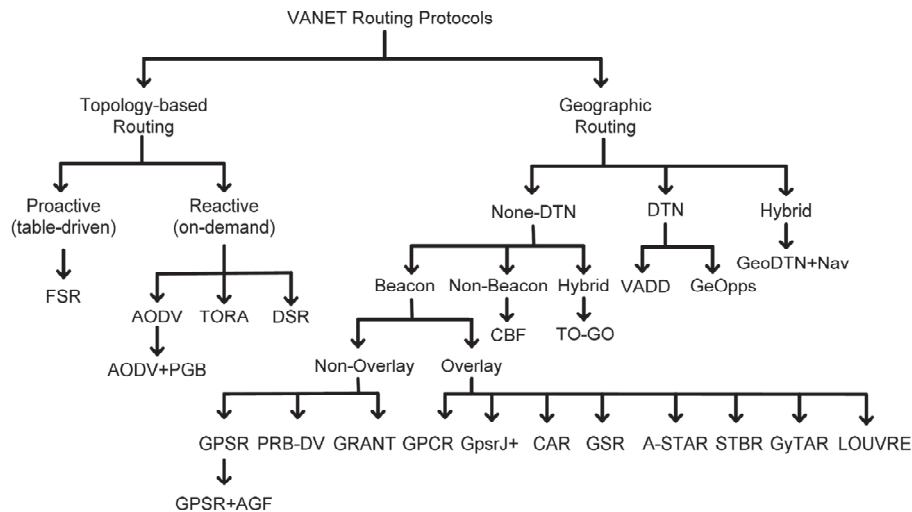 VANET Routing Protocols
Topology-based
Routing
Geographic
Routing
Proactive
(table-driven)
Reactive
(on-demand)
None-DTN
DTN
Hybrid
FSR
AODV
TORA
DSR
AODV+PGB
Beacon
Non-Beacon
Hybrid
VADD
GeOpps
GeoDTN+Nav
CBF
TO-GO
Non-Overlay
Overlay
GPSR
PRB-DV
GRANT
GPCR
GpsrJ+
CAR
GSR
A-STAR
STBR
GyTAR
LOUVRE
GPSR+AGF